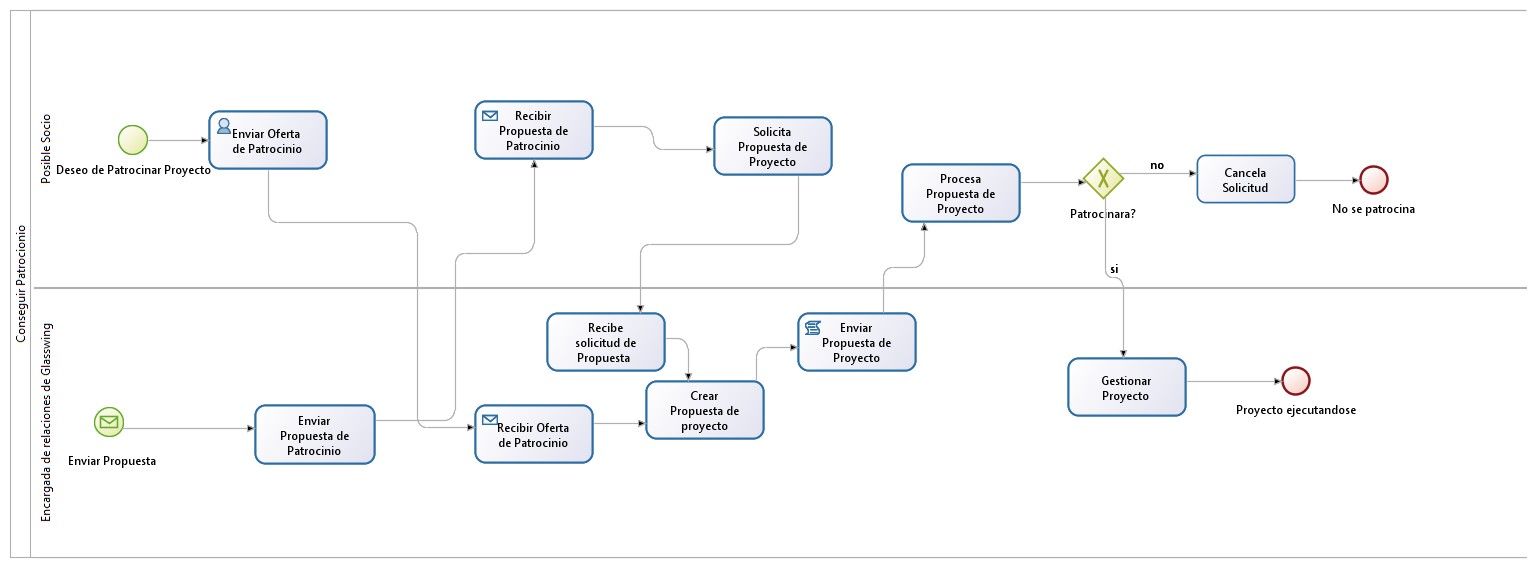 Conseguir Patrocionio
Posible Socio
Deseo de Patrocinar Proyecto
Enviar Oferta
de Patrocinio
Recibir
Propuesta de
Patrocinio
Solicita
Propuesta de
Proyecto
Procesa
Propuesta de
Proyecto
Patrocinara?
no
Cancela
Solicitud
No se patrocina
si
Encargada de relaciones de Glasswing
Enviar Propuesta
Enviar
Propuesta de
Patrocinio
Recibir Oferta
de Patrocinio
Recibe
solicitud de
Propuesta
Crear
Propuesta de
proyecto
Enviar
Propuesta de
Proyecto
Gestionar
Proyecto
Proyecto ejecutandose